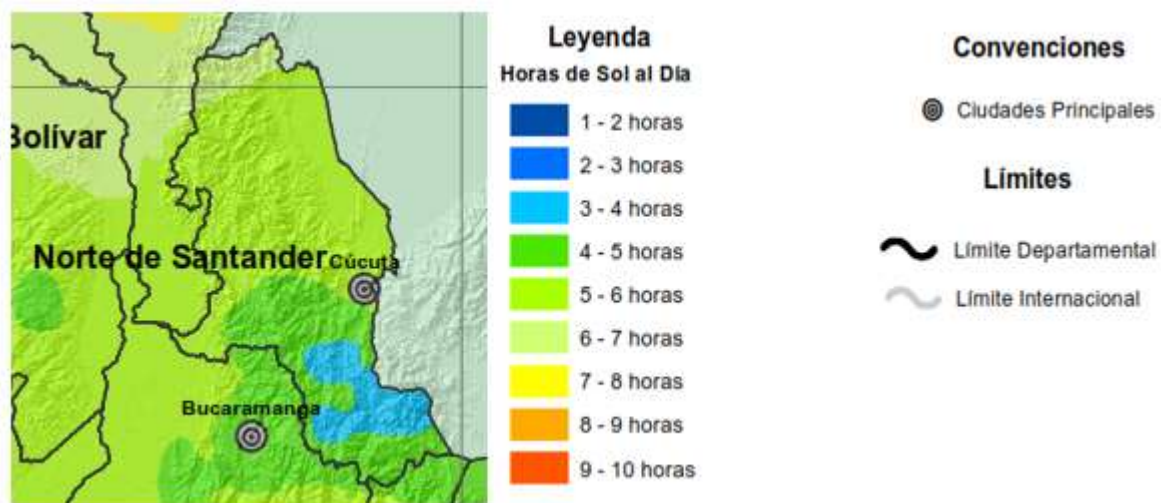 Bolívar
Norte de Santander
Cúcuta
Bucaramanga
Leyenda
Horas de Sol al Día
1 - 2 horas
2 - 3 horas
3 - 4 horas
4 - 5 horas
5 - 6 horas
6 - 7 horas
7 - 8 horas
8 - 9 horas
9 - 10 horas
Convenciones
Ciudades Principales
Límites
Límite Departamental
Límite Internacional